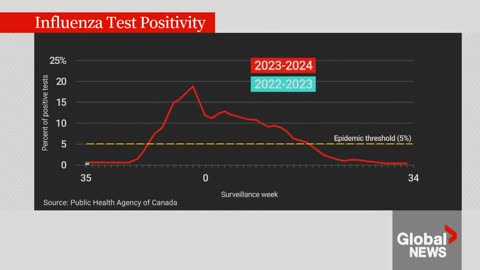 Influenza Test Positivity
25%
20
15
10
5
0
Percent of positive tests
2023-2024
2022-2023
Epidemic threshold (5%)
35
0
34
Surveillance week
Source: Public Health Agency of Canada
Global
NEWS